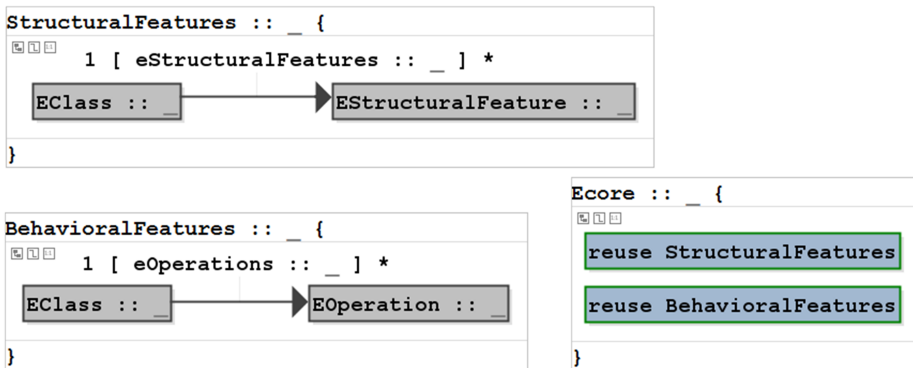 StructuralFeatures :: _ {
1 [ eStructuralFeatures :: _ ] *
EClass :: _
EStructuralFeature :: _
}
BehavioralFeatures :: _ {
1 [ eOperations :: _ ] *
EClass :: _
EOperation :: _
}
Ecore :: _ {
reuse StructuralFeatures
reuse BehavioralFeatures
}